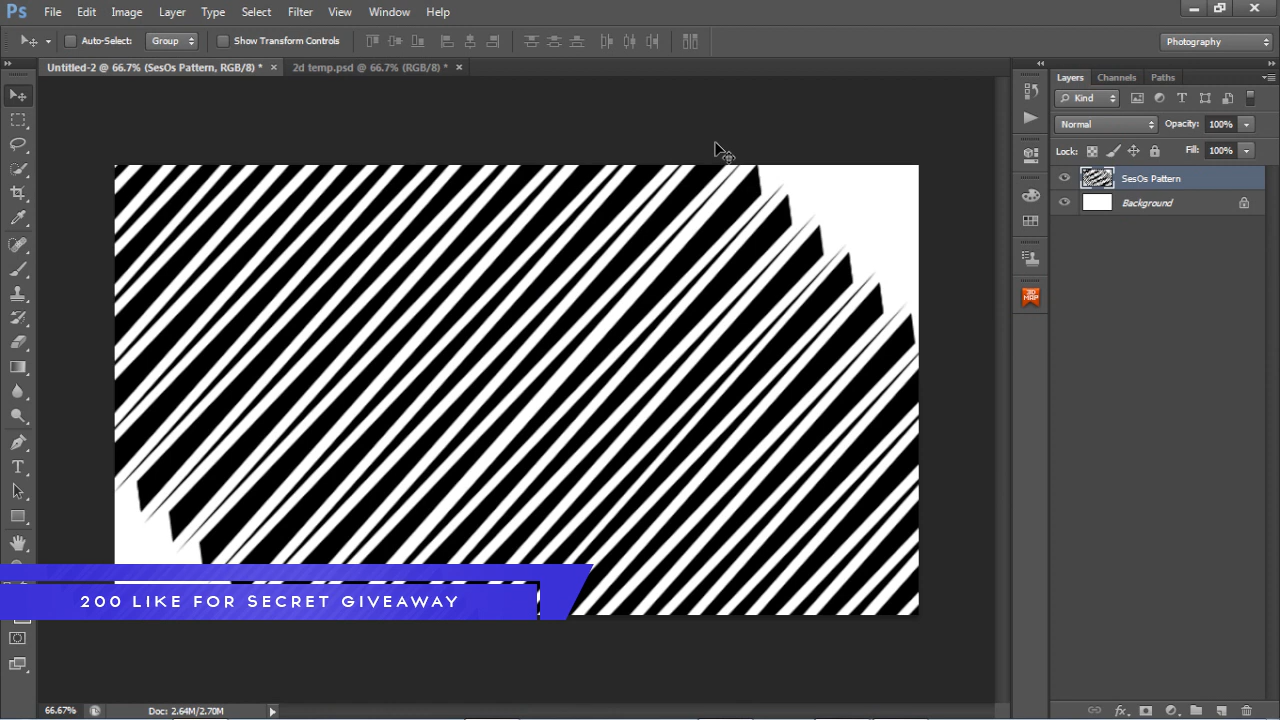 Ps File Edit Image Layer Type Select Filter View Window Help
Auto-Select: Group Show Transform Controls Photography
Untitled-2 @ 66.7% (SesOs Pattern, RGB/8) * × 2d temp.psd @ 66.7% (RGB/8) * ×
Layers Channels Paths
Kind
Normal Opacity: 100%
Lock: Fill: 100%
SesOs Pattern
Background
3D MAP
200 LIKE FOR SECRET GIVEAWAY
66.67% Doc: 2.64M/2.70M